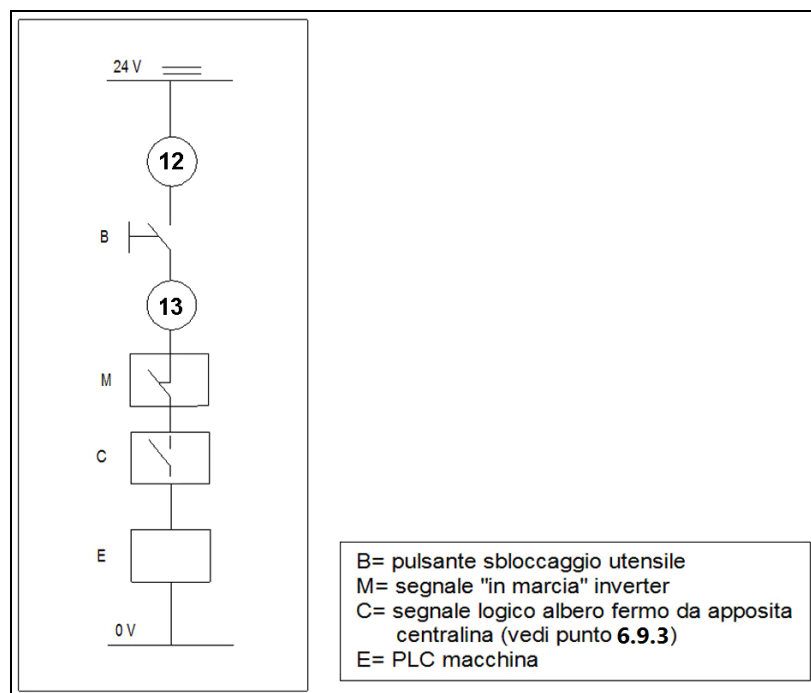 24 V
12
B
13
M
C
E
0 V
B= pulsante sbloccaggio utensile
M= segnale "in marcia" inverter
C= segnale logico albero fermo da apposita
centralina (vedi punto 6.9.3)
E= PLC macchina